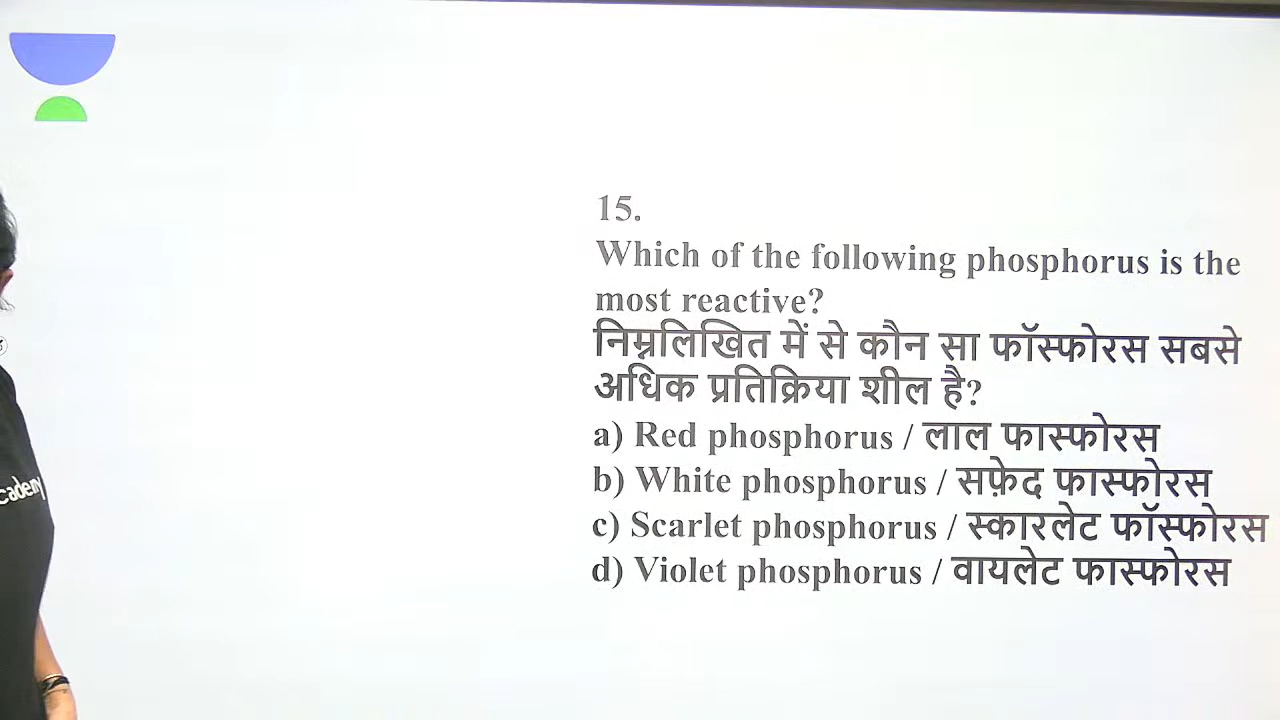 15.
Which of the following phosphorus is the
most reactive?
निम्नलिखित में से कौन सा फॉस्फोरस सबसे
अधिक प्रतिक्रिया शील है?
a) Red phosphorus / लाल फास्फोरस
b) White phosphorus / सफ़ेद फास्फोरस
c) Scarlet phosphorus / स्कारलेट फॉस्फोरस
d) Violet phosphorus / वायलेट फास्फोरस